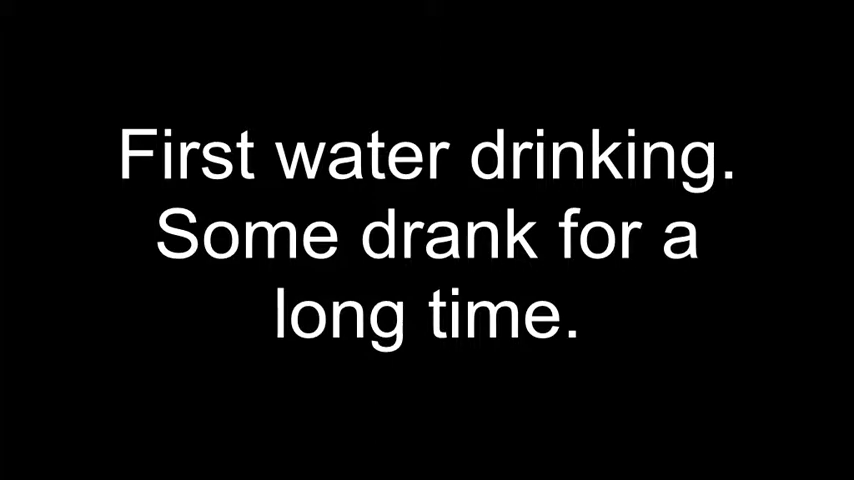 First water drinking.
Some drank for a
long time.